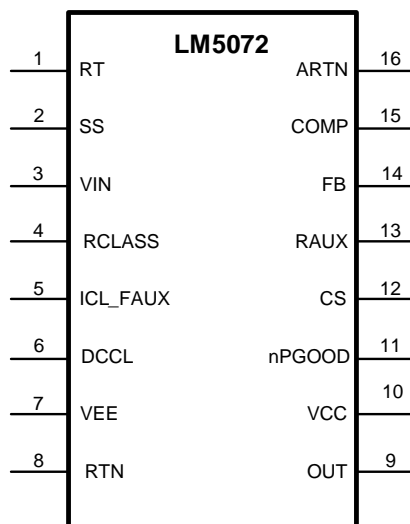 LM5072
1 RT ARTN 16
2 SS COMP 15
3 VIN FB 14
4 RCLASS RAUX 13
5 ICL_FAUX CS 12
6 DCCL nPGOOD 11
7 VEE VCC 10
8 RTN OUT 9